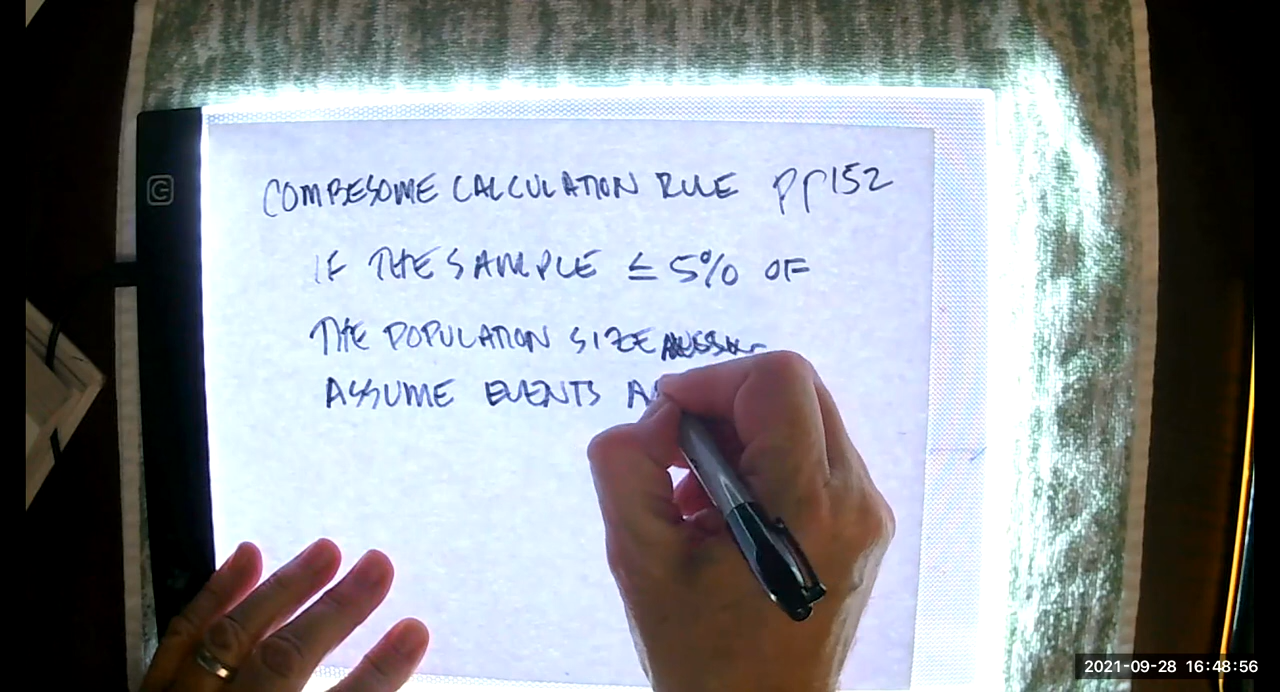 COMBESOME CALCULATION RULE pp152
IF THE SAMPLE ≤ 5% OF
THE POPULATION SIZE
ASSUME EVENTS
2021-09-28 16:48:56